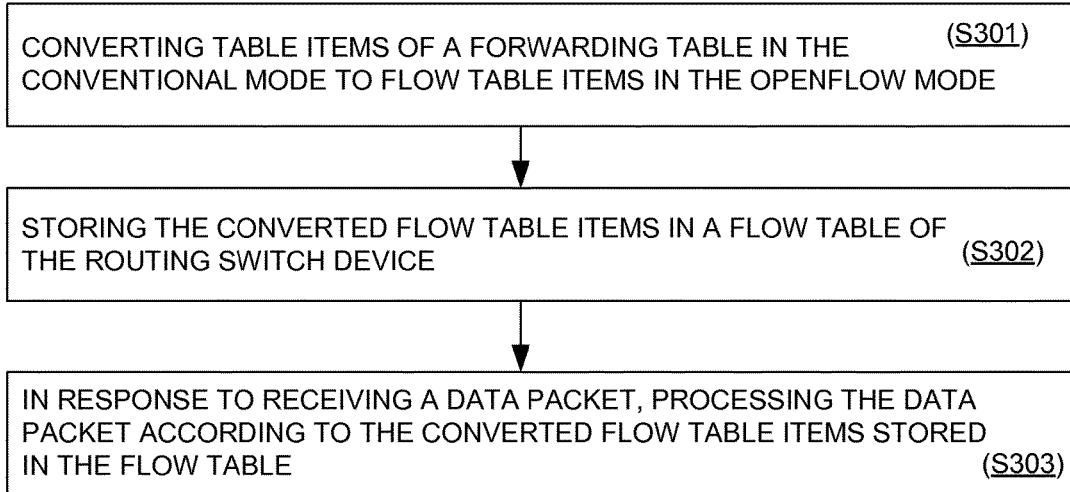 CONVERTING TABLE ITEMS OF A FORWARDING TABLE IN THE (S301)
CONVENTIONAL MODE TO FLOW TABLE ITEMS IN THE OPENFLOW MODE
STORING THE CONVERTED FLOW TABLE ITEMS IN A FLOW TABLE OF
THE ROUTING SWITCH DEVICE (S302)
IN RESPONSE TO RECEIVING A DATA PACKET, PROCESSING THE DATA
PACKET ACCORDING TO THE CONVERTED FLOW TABLE ITEMS STORED
IN THE FLOW TABLE (S303)